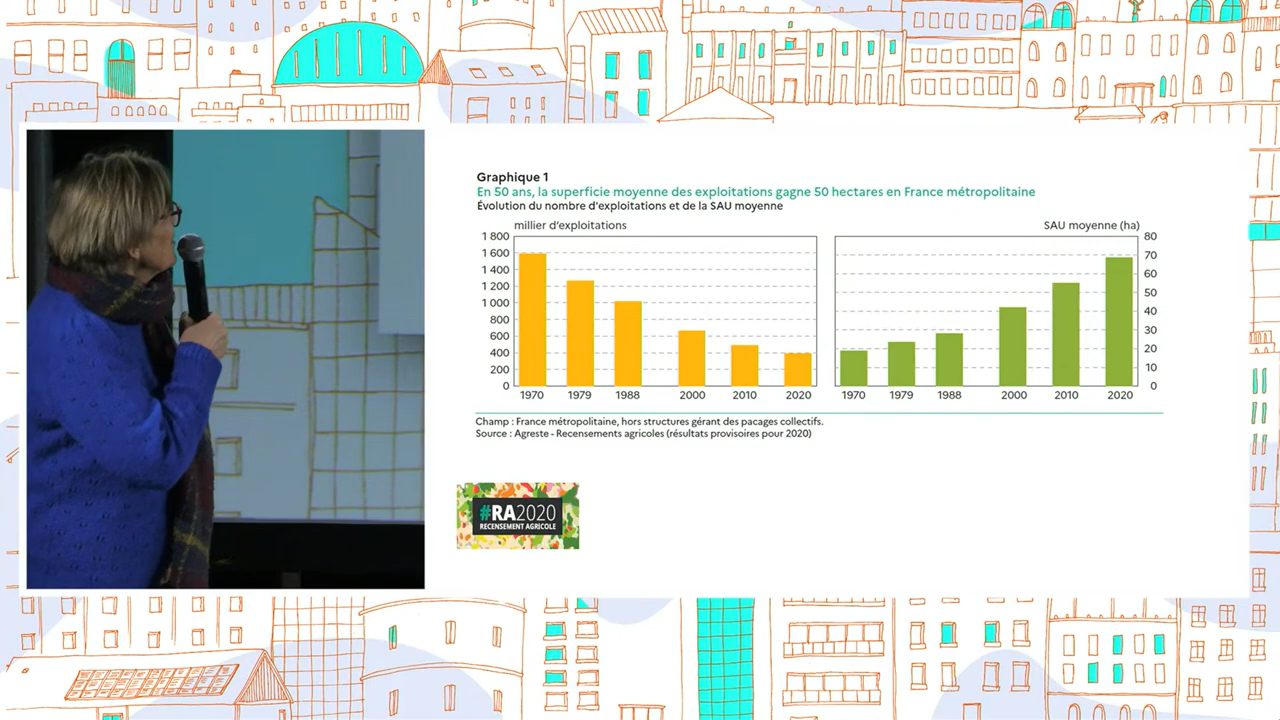 Graphique 1
En 50 ans, la superficie moyenne des exploitations gagne 50 hectares en France métropolitaine
Évolution du nombre d'exploitations et de la SAU moyenne
millier d'exploitations
1 800
1 600
1 400
1 200
1 000
800
600
400
200
0
1970 1979 1988 2000 2010 2020
SAU moyenne (ha)
80
70
60
50
40
30
20
10
0
1970 1979 1988 2000 2010 2020
Champ : France métropolitaine, hors structures gérant des pacages collectifs.
Source : Agreste - Recensements agricoles (résultats provisoires pour 2020)
#RA2020
RECENSEMENT AGRICOLE